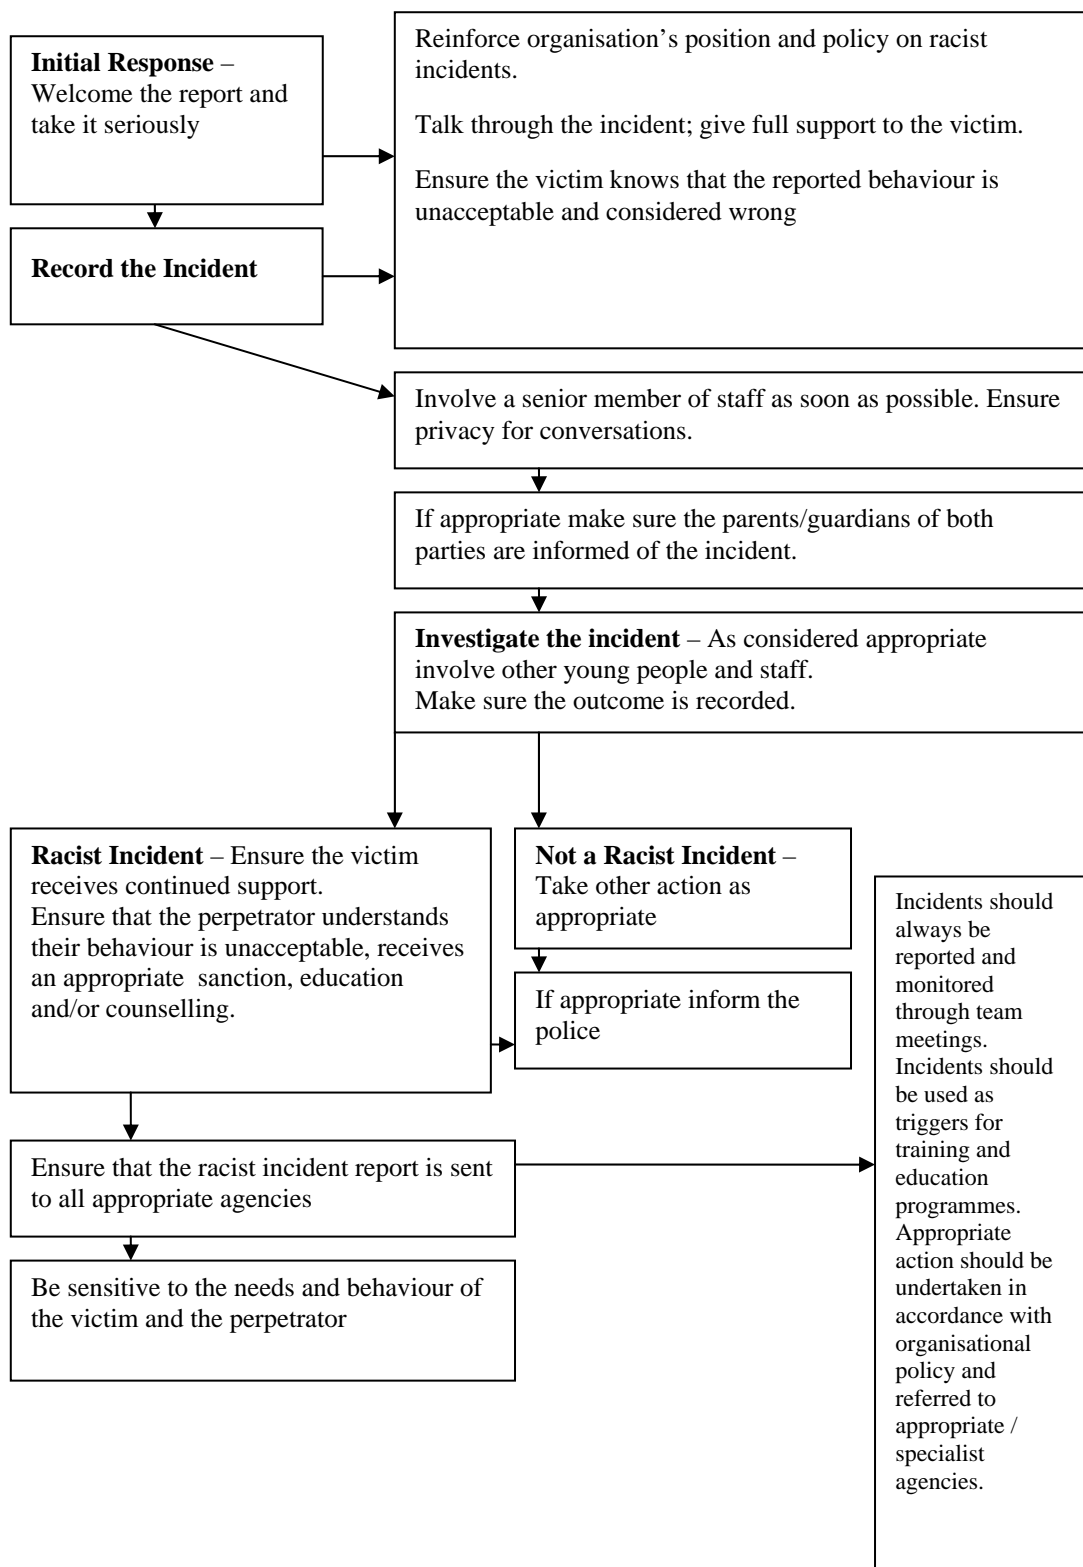 Initial Response –
Welcome the report and
take it seriously
Reinforce organisation’s position and policy on racist
incidents.
Talk through the incident; give full support to the victim.
Ensure the victim knows that the reported behaviour is
unacceptable and considered wrong
Record the Incident
Involve a senior member of staff as soon as possible. Ensure
privacy for conversations.
If appropriate make sure the parents/guardians of both
parties are informed of the incident.
Investigate the incident – As considered appropriate
involve other young people and staff.
Make sure the outcome is recorded.
Racist Incident – Ensure the victim
receives continued support.
Ensure that the perpetrator understands
their behaviour is unacceptable, receives
an appropriate sanction, education
and/or counselling.
Not a Racist Incident –
Take other action as
appropriate
If appropriate inform the
police
Ensure that the racist incident report is sent
to all appropriate agencies
Be sensitive to the needs and behaviour of
the victim and the perpetrator
Incidents should
always be
reported and
monitored
through team
meetings.
Incidents should
be used as
triggers for
training and
education
programmes.
Appropriate
action should be
undertaken in
accordance with
organisational
policy and
referred to
appropriate /
specialist
agencies.